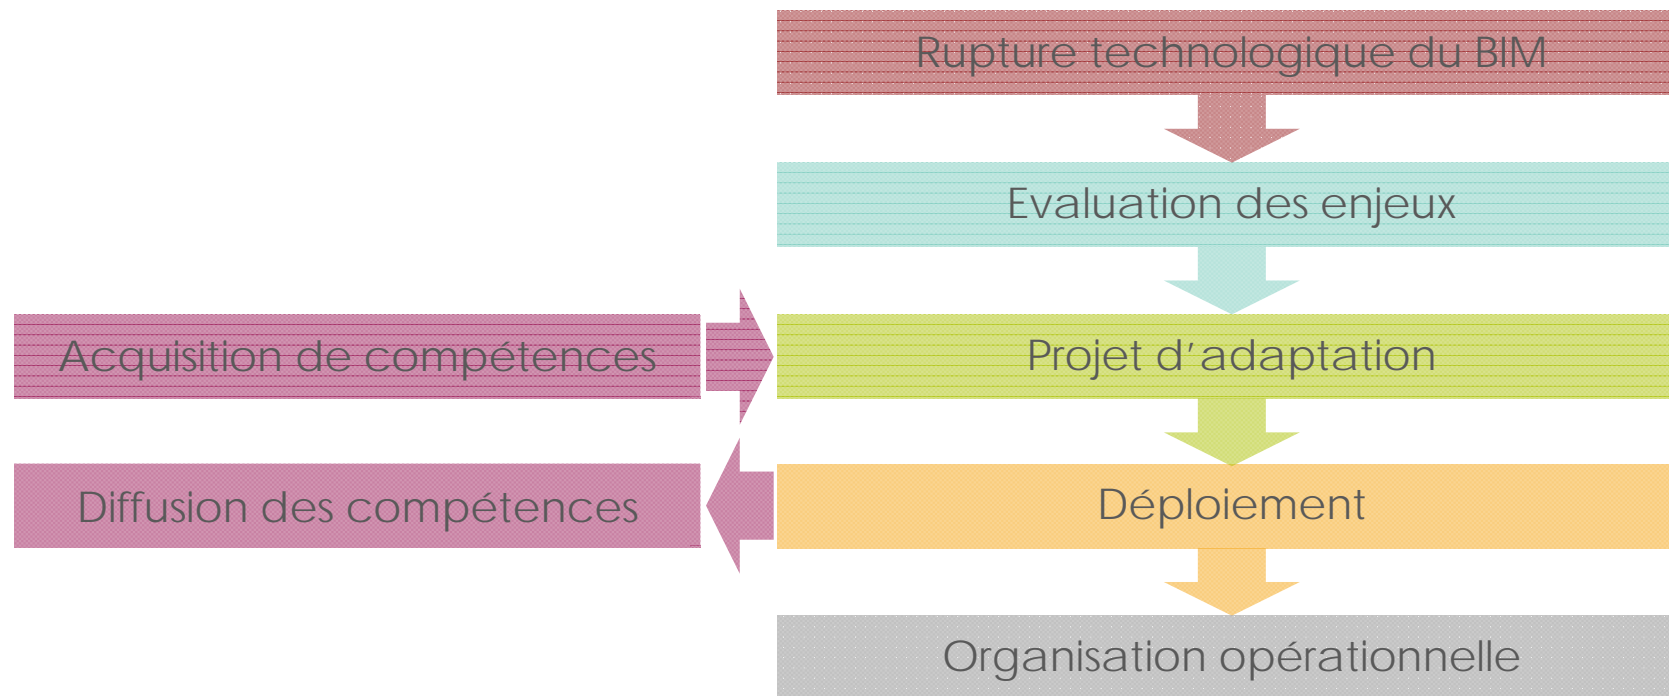 Rupture technologique du BIM
Evaluation des enjeux
Acquisition de compétences
Projet d’adaptation
Diffusion des compétences
Déploiement
Organisation opérationnelle